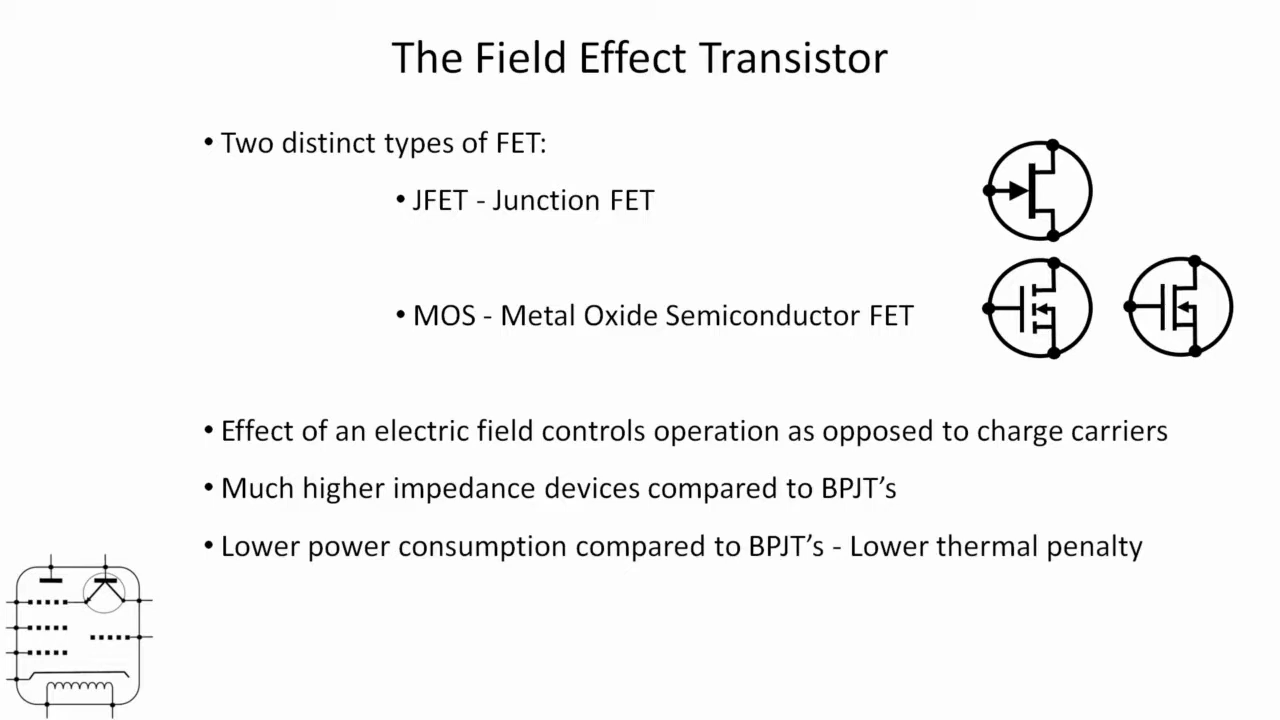 The Field Effect Transistor
• Two distinct types of FET:
• JFET - Junction FET
• MOS - Metal Oxide Semiconductor FET
• Effect of an electric field controls operation as opposed to charge carriers
• Much higher impedance devices compared to BPJT’s
• Lower power consumption compared to BPJT’s - Lower thermal penalty